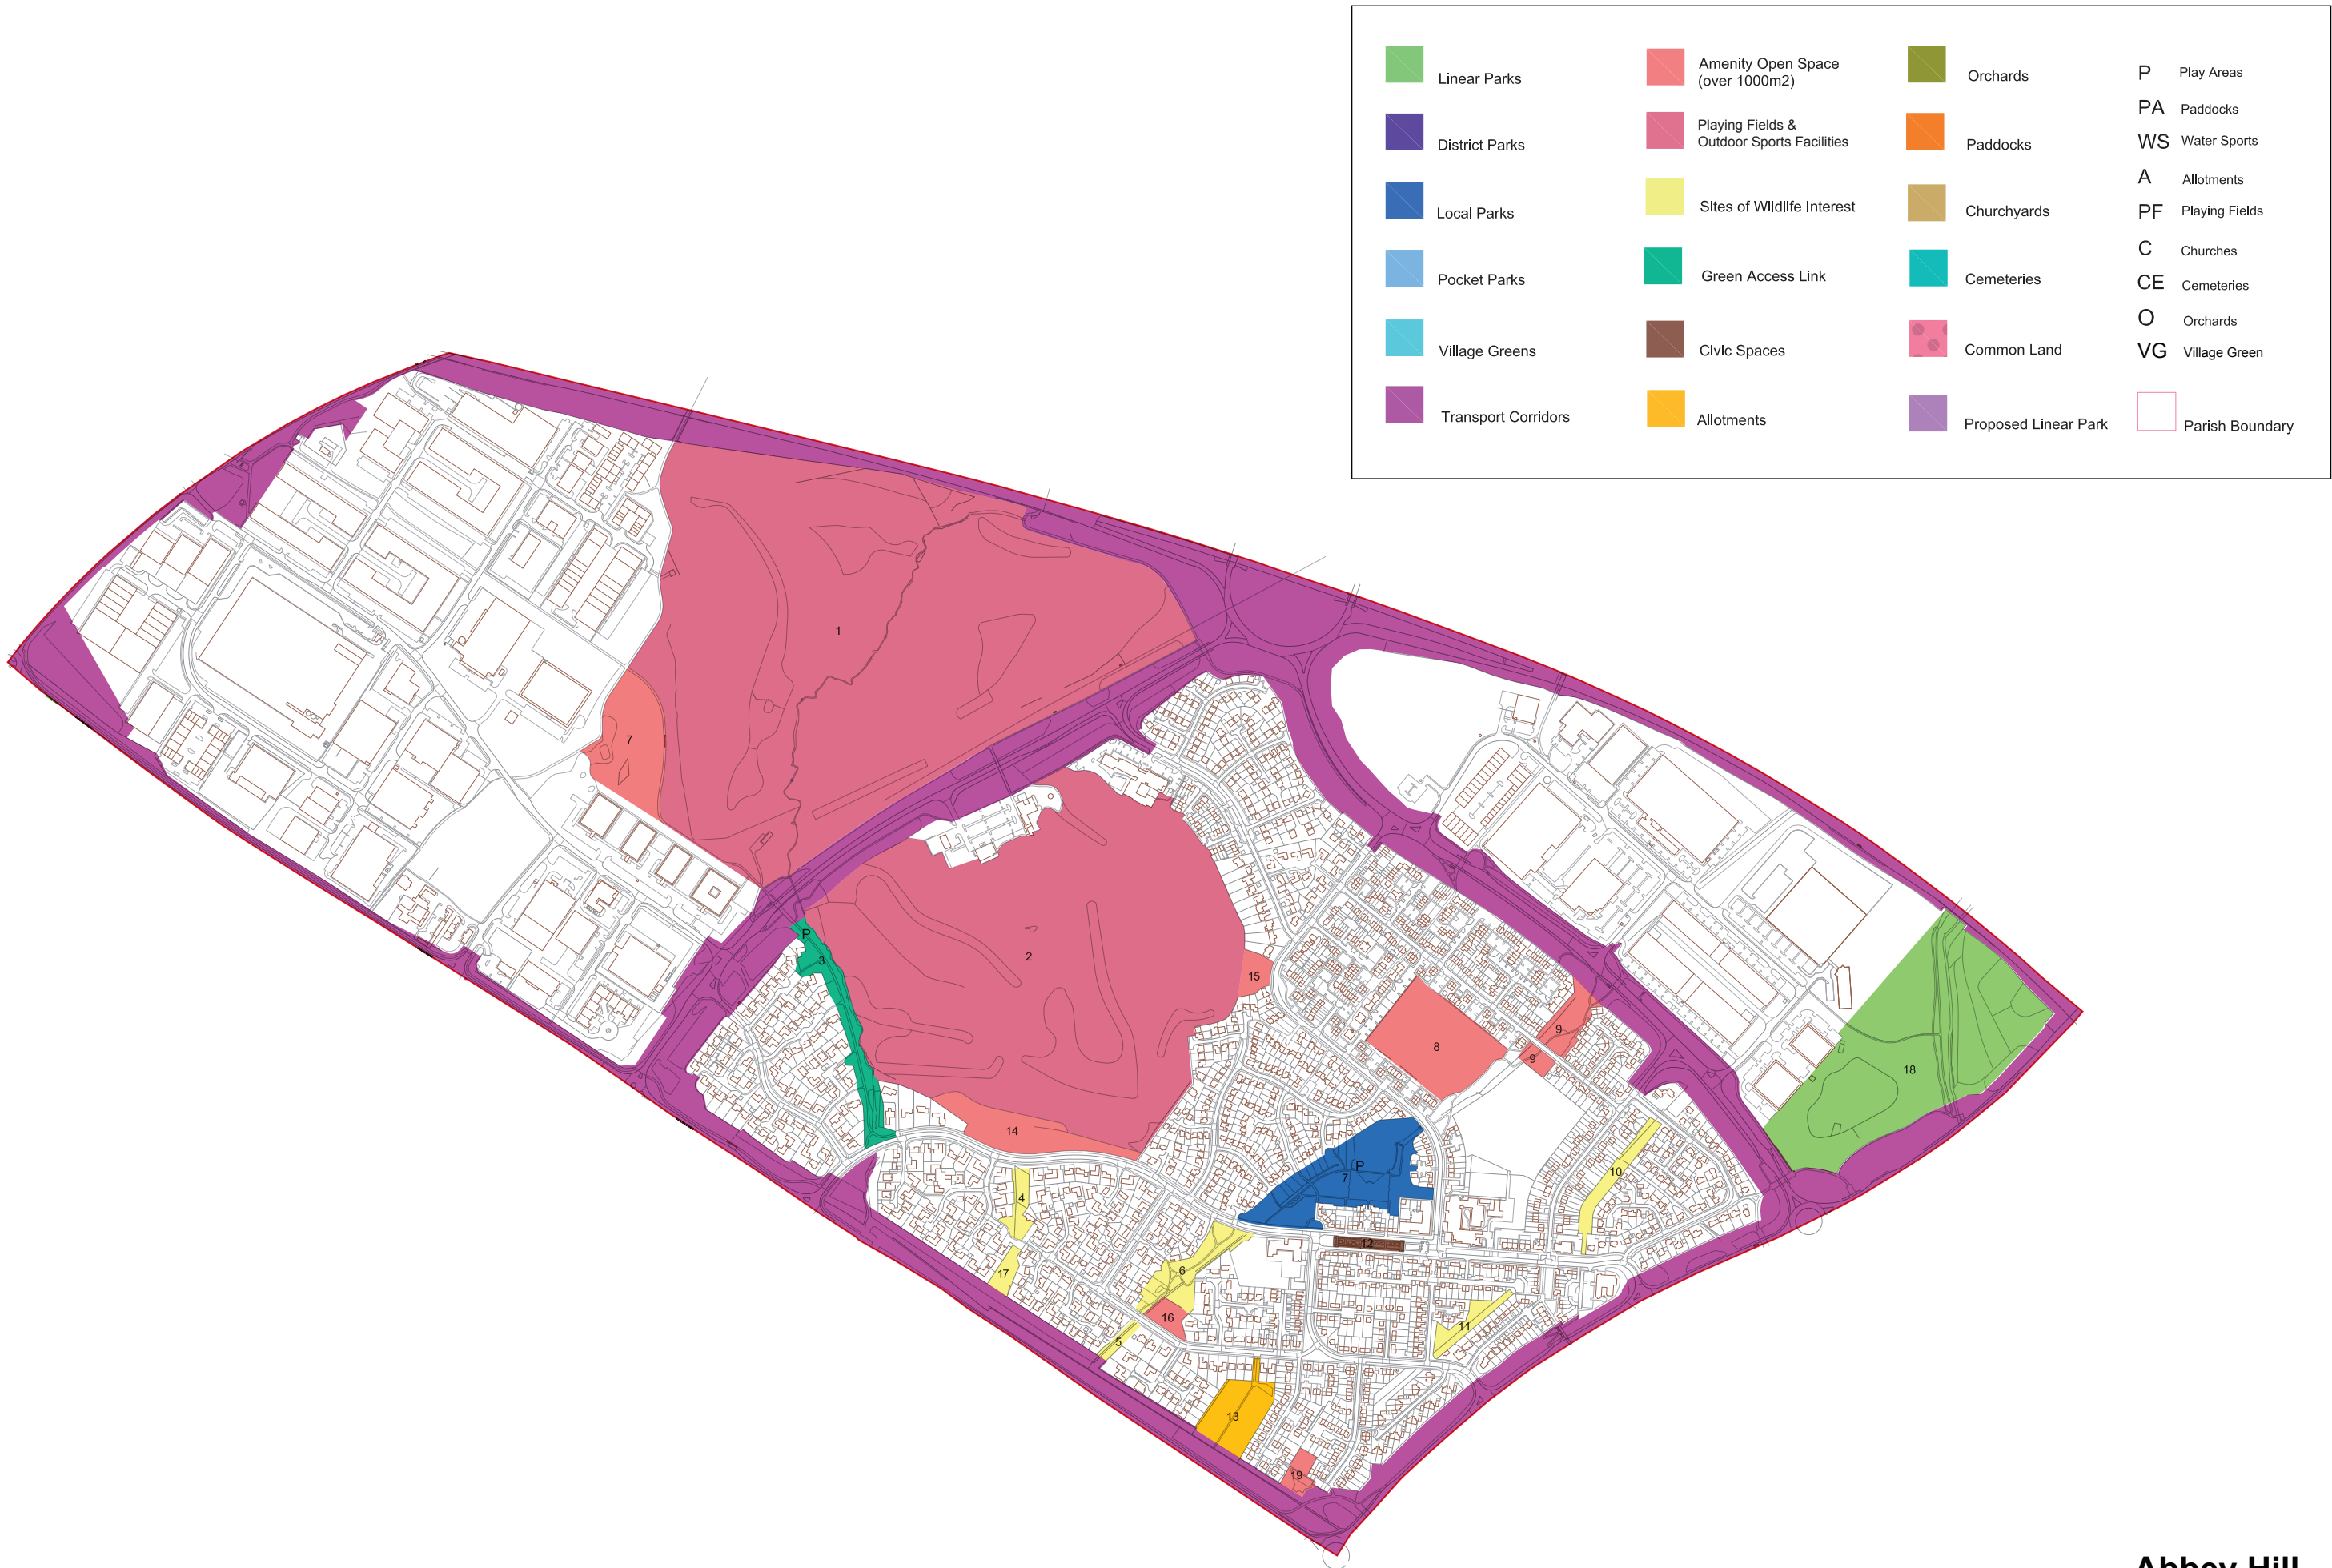 Linear Parks
District Parks
Local Parks
Pocket Parks
Village Greens
Transport Corridors
Amenity Open Space
(over 1000m2)
Playing Fields &
Outdoor Sports Facilities
Sites of Wildlife Interest
Green Access Link
Civic Spaces
Allotments
Orchards
Paddocks
Churchyards
Cemeteries
Common Land
Proposed Linear Park
P Play Areas
PA Paddocks
WS Water Sports
A Allotments
PF Playing Fields
C Churches
CE Cemeteries
O Orchards
VG Village Green
Parish Boundary
1
7
P
3
2
15
8
9
9
18
14
P
7
10
4
17
6
12
16
5
11
13
19
Abbey Hill